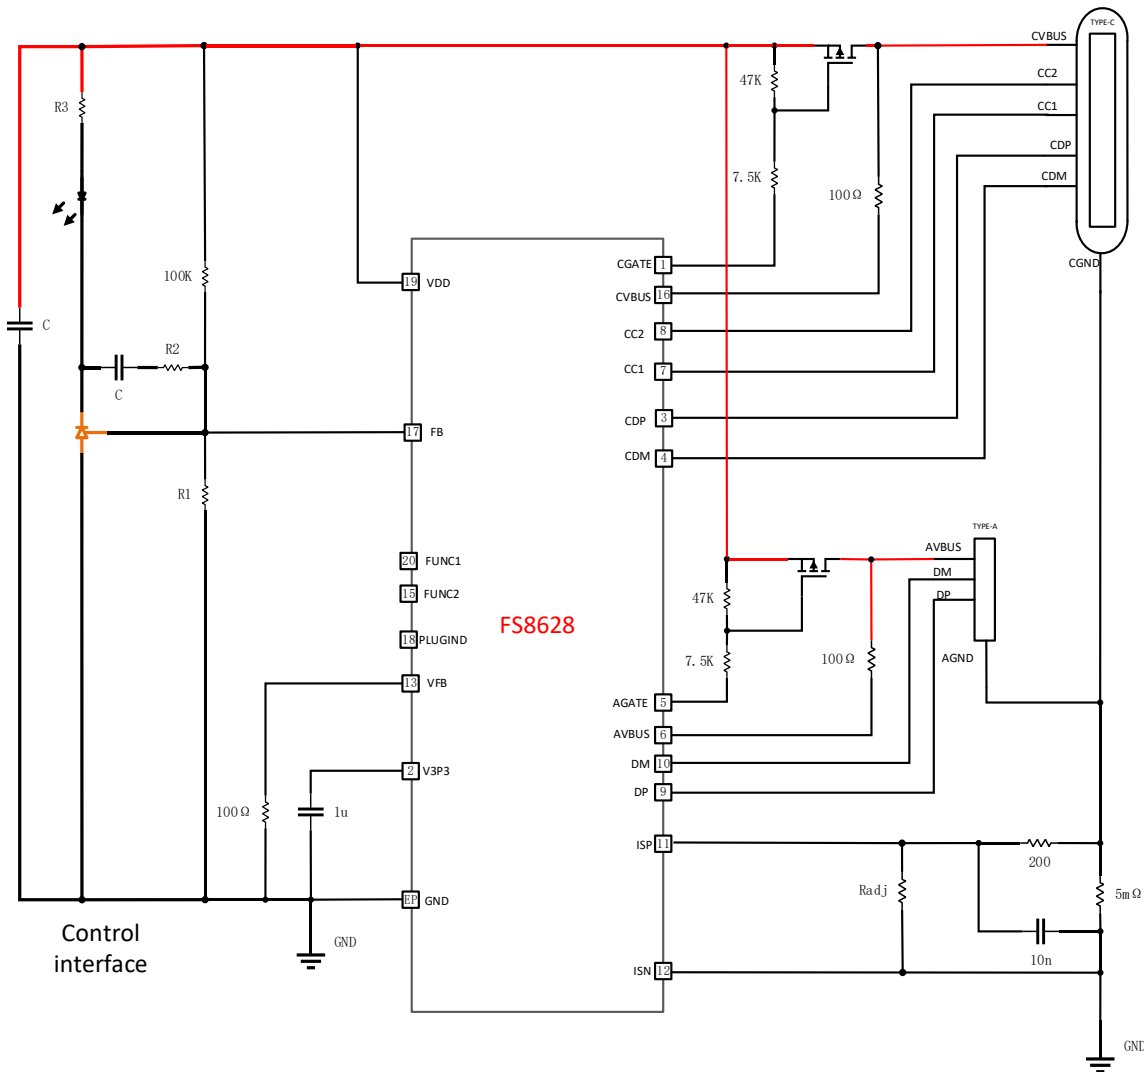 TYPE-C
CVBUS
CC2
CC1
CDP
CDM
CGND
47K
7.5K
100Ω
R3
100K
C
R2
C
R1
19 VDD
17 FB
20 FUNC1
15 FUNC2
18 PLUGIND
13 VFB
2 V3P3
EP GND
FS8628
CGATE 1
CVBUS 16
CC2 8
CC1 7
CDP 3
CDM 4
AGATE 5
AVBUS 6
DM 10
DP 9
ISP 11
ISN 12
TYPE-A
AVBUS
DM
DP
AGND
47K
7.5K
100Ω
100Ω
1u
GND
Control
interface
200
Radj
5mΩ
10n
GND